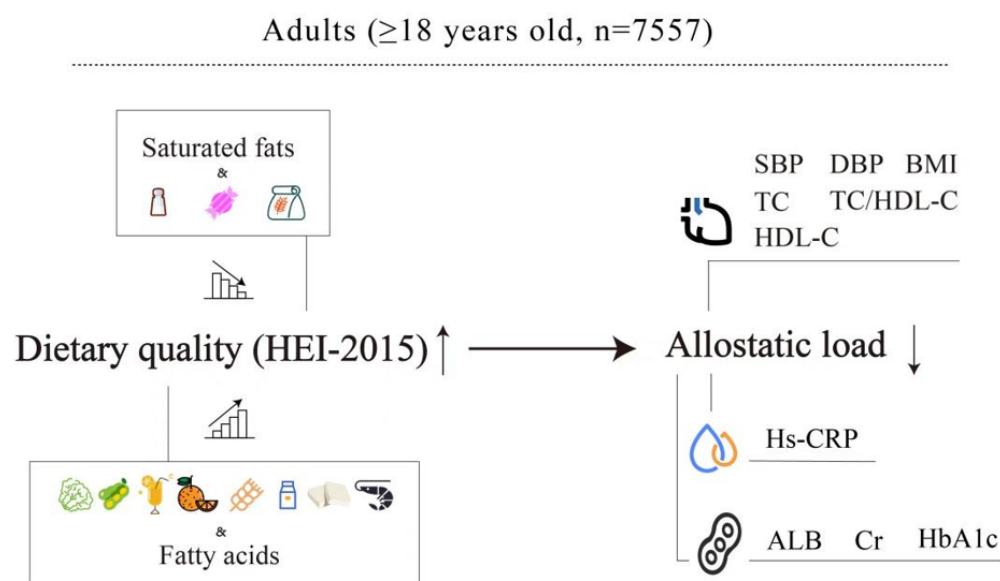 Adults (≥18 years old, n=7557)
Saturated fats
&
SBP DBP BMI
TC TC/HDL-C
HDL-C
Dietary quality (HEI-2015)
Allostatic load
Hs-CRP
&
Fatty acids
ALB Cr HbA1c